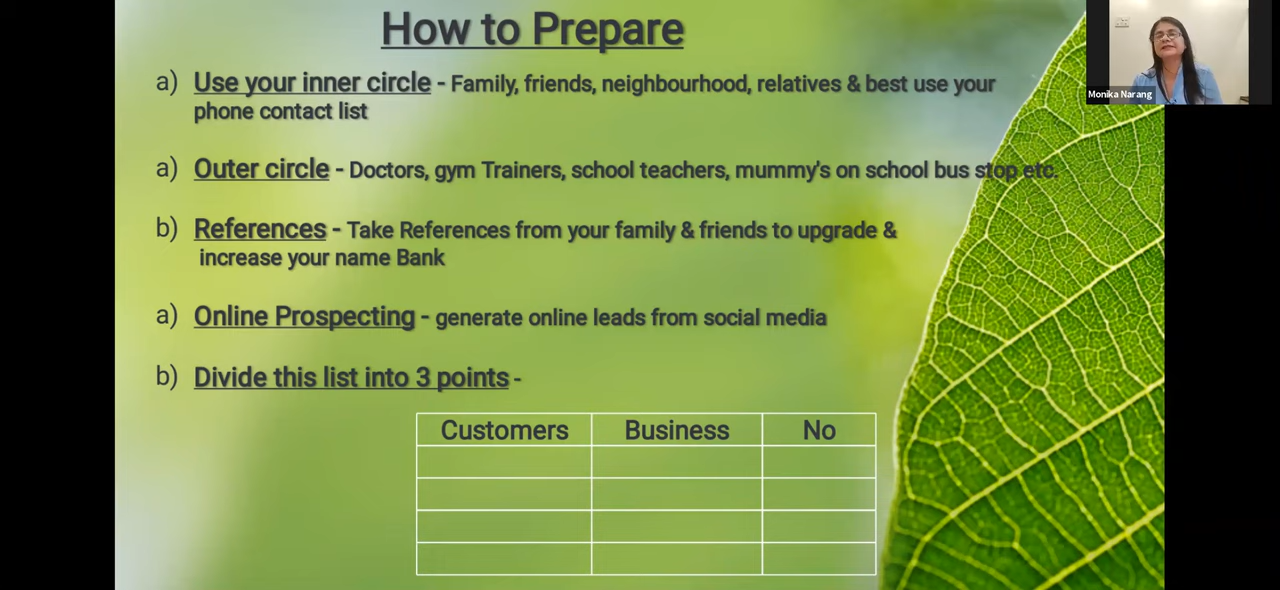 How to Prepare
a) Use your inner circle - Family, friends, neighbourhood, relatives & best use your
phone contact list
a) Outer circle - Doctors, gym Trainers, school teachers, mummy's on school bus stop etc.
b) References - Take References from your family & friends to upgrade &
increase your name Bank
a) Online Prospecting - generate online leads from social media
b) Divide this list into 3 points -
Customers Business No
Monika Narang